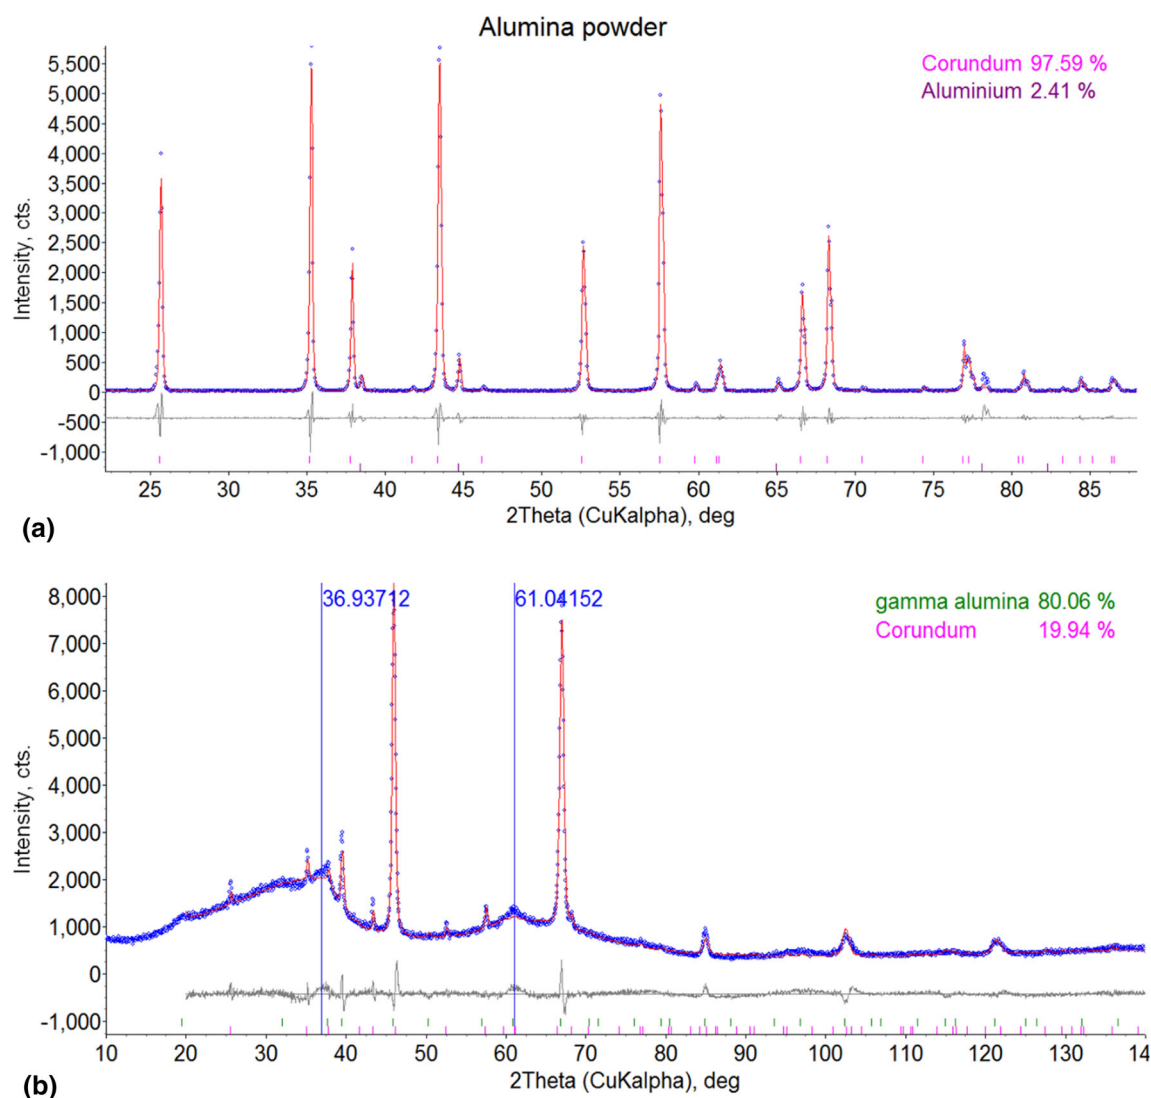 Alumina powder
Corundum 97.59 %
Aluminium 2.41 %
Intensity, cts.
5,500
5,000
4,500
4,000
3,500
3,000
2,500
2,000
1,500
1,000
500
0
-500
-1,000
25 30 35 40 45 50 55 60 65 70 75 80 85
2Theta (CuKalpha), deg
(a)
36.93712 61.04152
gamma alumina 80.06 %
Corundum 19.94 %
Intensity, cts.
8,000
7,000
6,000
5,000
4,000
3,000
2,000
1,000
0
-1,000
10 20 30 40 50 60 70 80 90 100 110 120 130 14
2Theta (CuKalpha), deg
(b)